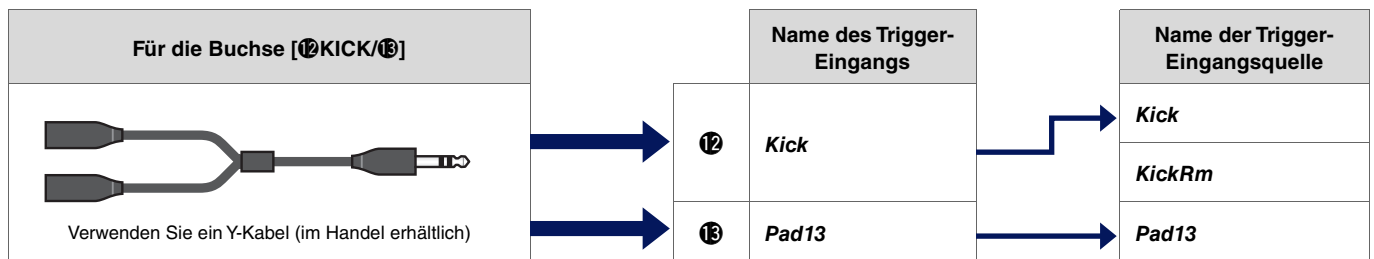 Für die Buchse [⓬KICK/⓭]
Name des Trigger-
Eingangs
Name der Trigger-
Eingangsquelle
Verwenden Sie ein Y-Kabel (im Handel erhältlich)
⓬
Kick
Kick
KickRm
⓭
Pad13
Pad13